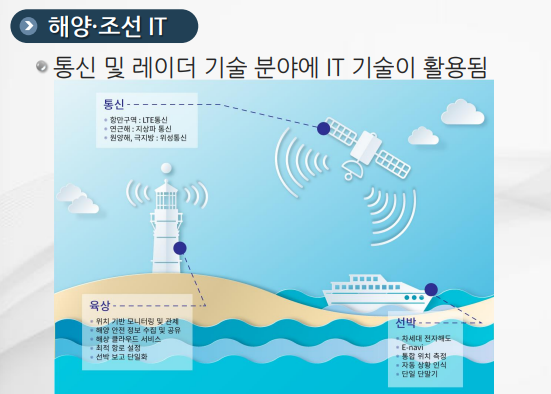 해양·조선 IT
통신 및 레이더 기술 분야에 IT 기술이 활용됨
통신
항만구역 : LTE통신
연근해 : 지상파 통신
원양해, 극지방 : 위성통신
육상
위치 기반 모니터링 및 관제
해양 안전 정보 수집 및 공유
해상 클라우드 서비스
최적 항로 설정
선박 보고 단일화
선박
차세대 전자해도
E-navi
통합 위치 측정
자동 상황 인식
단일 단말기